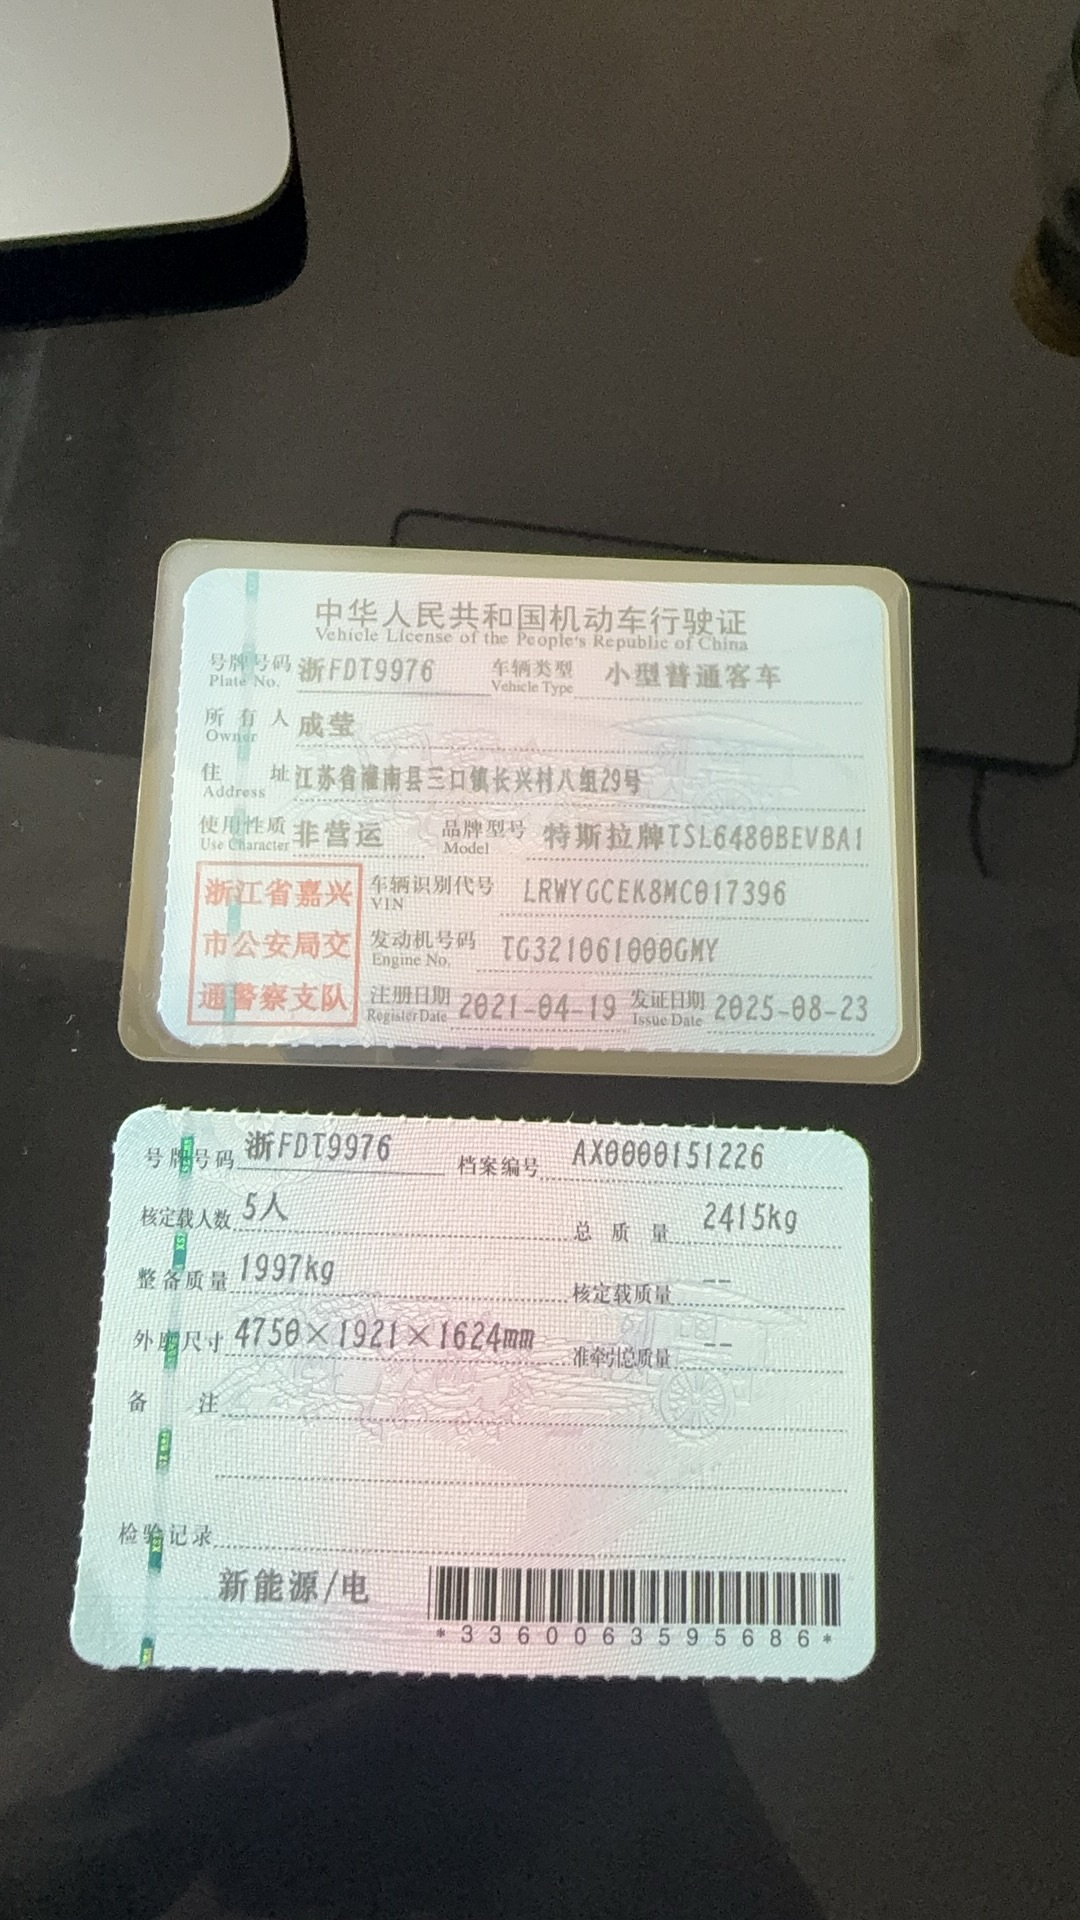 中华人民共和国机动车行驶证
Vehicle License of the People's Republic of China
号牌号码 浙FDT9976 车辆类型 小型普通客车
Plate No. Vehicle Type
所有人 成莹
Owner
住址 江苏省灌南县三口镇长兴村八组29号
Address
使用性质 非营运 品牌型号 特斯拉牌TSL6480BEVBA1
Use Character Model
浙江省嘉兴 车辆识别代号 LRWYGCEK8MC017396
VIN
市公安局交 发动机号码 TG321061000GMY
Engine No.
通警察支队 注册日期 2021-04-19 发证日期 2025-08-23
Register Date Issue Date
号牌号码 浙FDT9976 档案编号 AX0000151226
核定载人数 5人 总质量 2415kg
整备质量 1997kg 核定载质量 --
外廓尺寸 4750×1921×1624mm 准牵引总质量 --
备注
检验记录
新能源/电
*3360063595686*